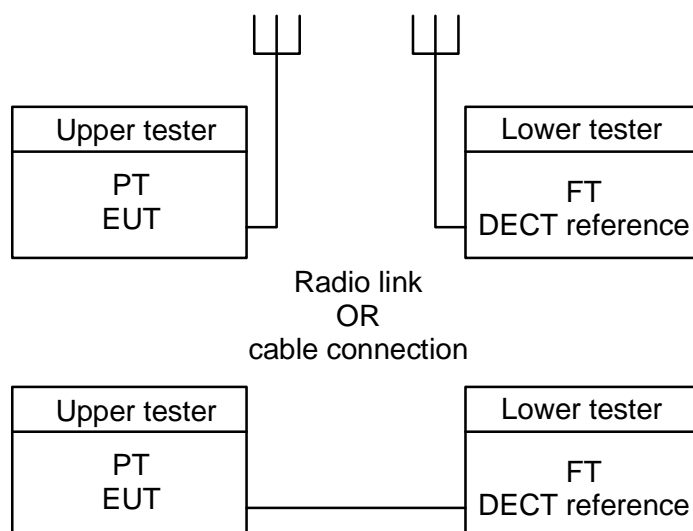 Upper tester
PT
EUT
Lower tester
FT
DECT reference
Radio link
OR
cable connection
Upper tester
PT
EUT
Lower tester
FT
DECT reference